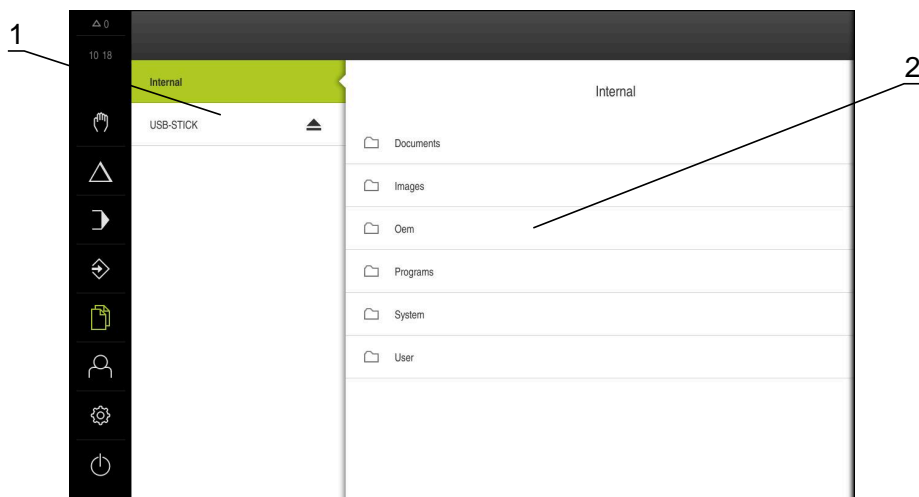 1
2
0
10 18
Internal
USB-STICK
Internal
Documents
Images
Oem
Programs
System
User